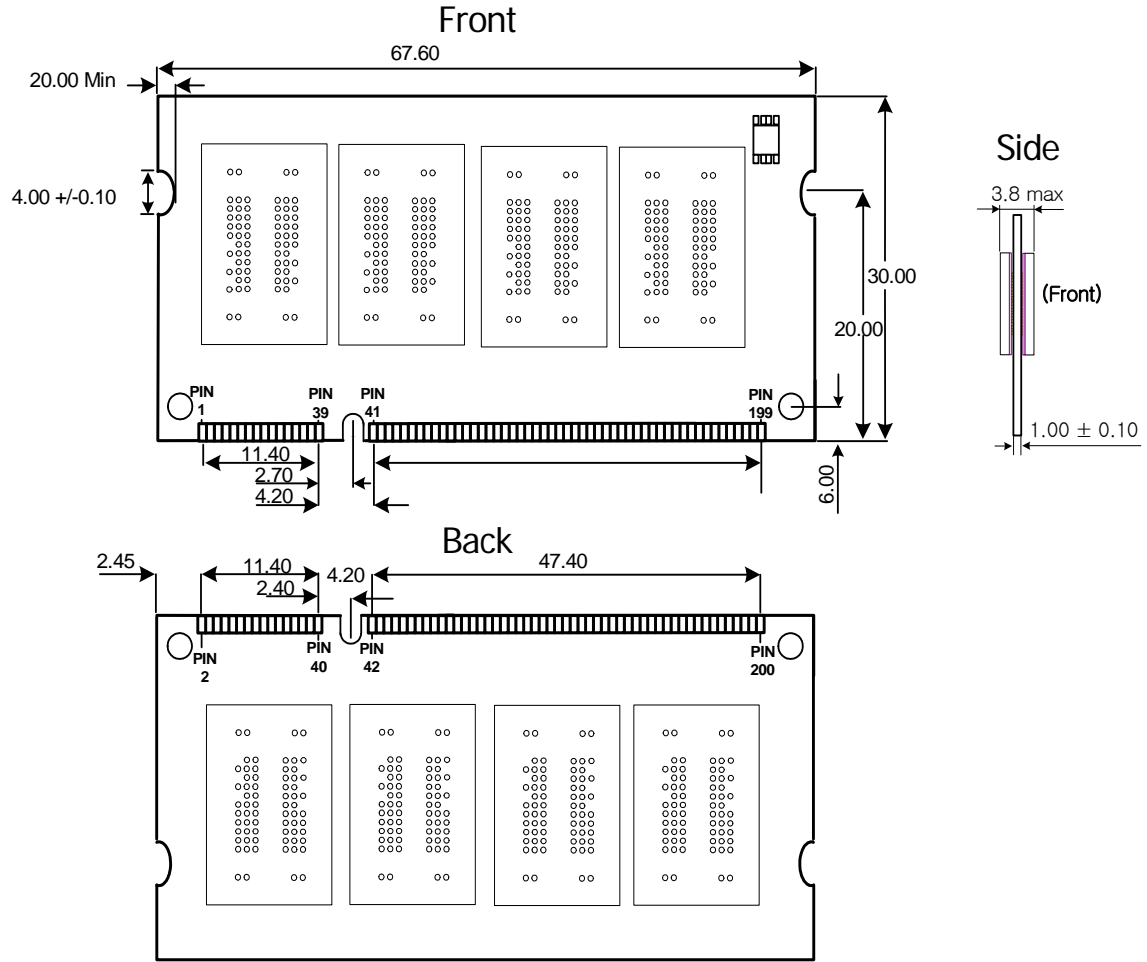 Front
67.60
20.00 Min
4.00 +/-0.10
30.00
20.00
PIN
1
PIN
39
PIN
41
PIN
199
11.40
2.70
4.20
6.00
Side
3.8 max
(Front)
1.00 ± 0.10
Back
2.45
11.40
2.40
4.20
47.40
PIN
2
PIN
40
PIN
42
PIN
200